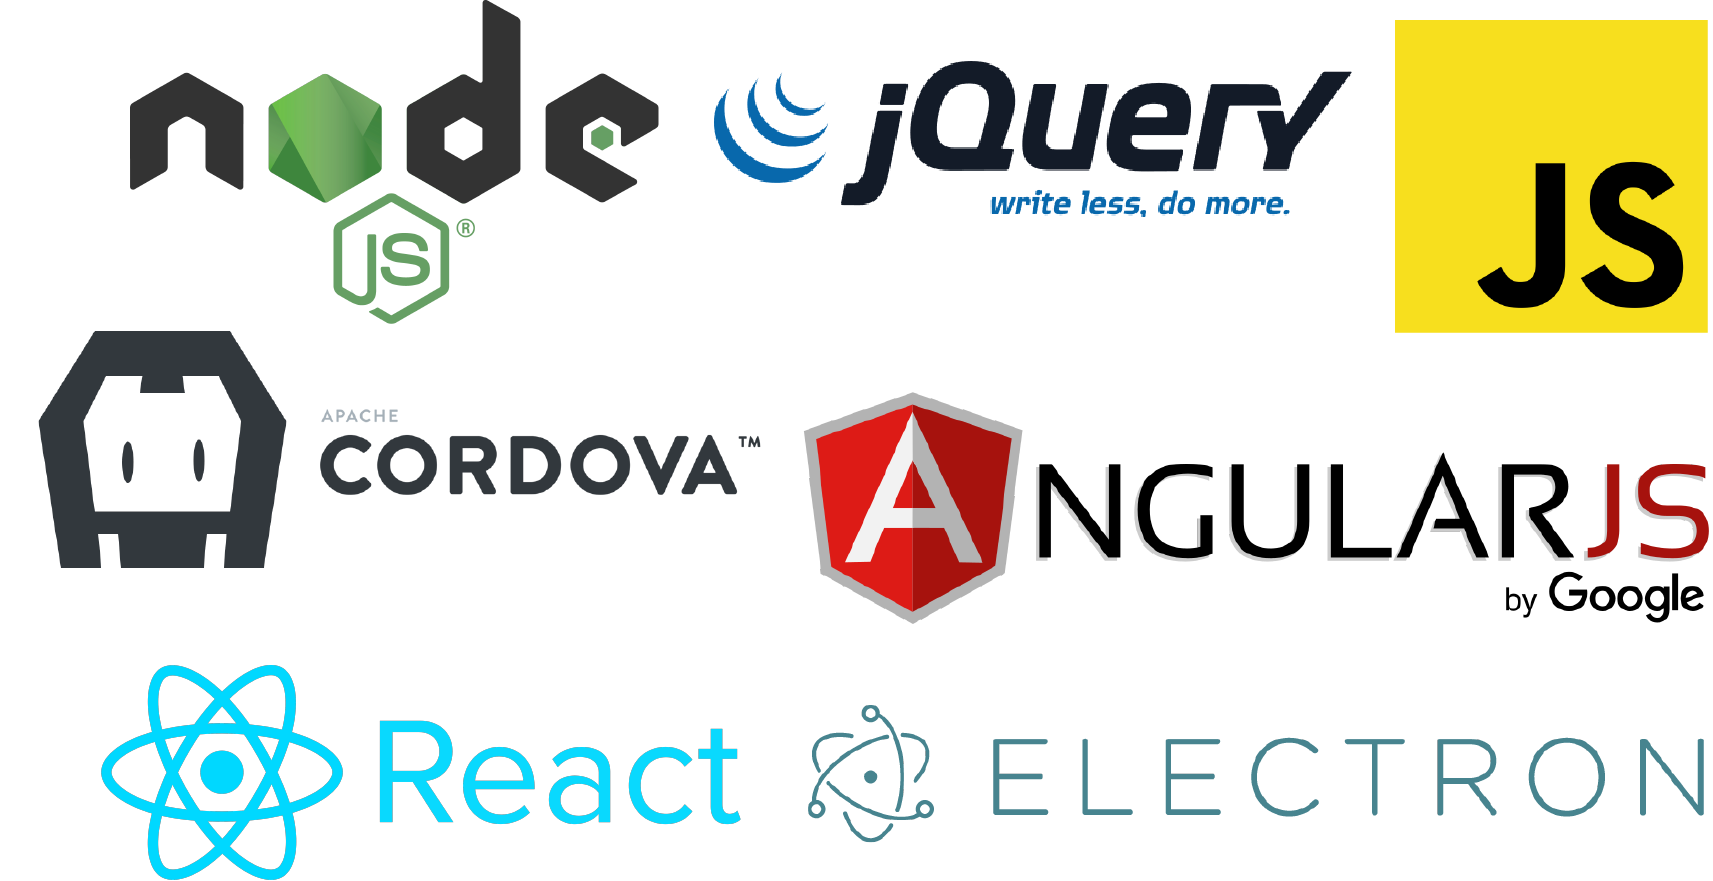 node
JS®
jQuery
write less, do more.
JS
APACHE
CORDOVA™
ANGULARJS
by Google
React
ELECTRON